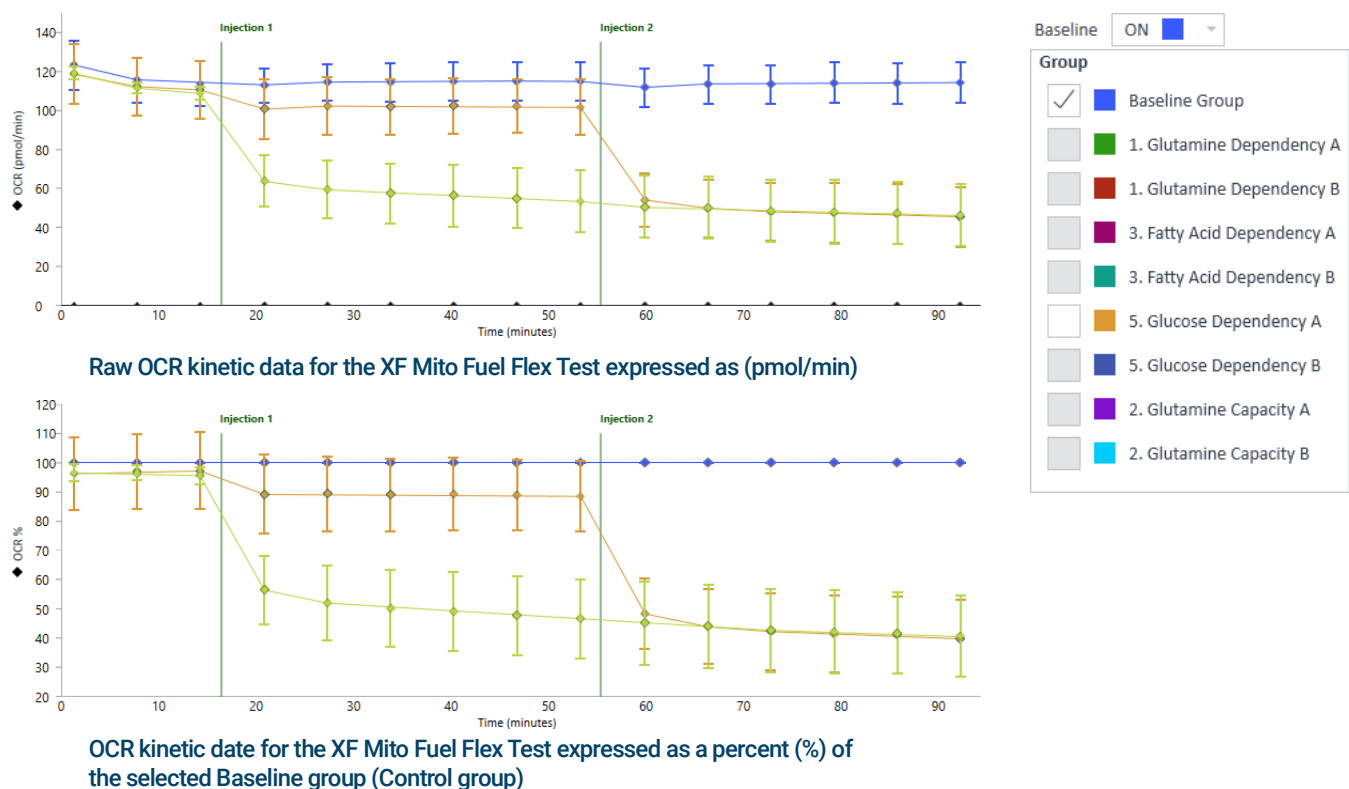 Injection 1
Injection 2
140
120
100
80
60
40
20
0
OCR (pmol/min)
0 10 20 30 40 50 60 70 80 90
Time (minutes)
Raw OCR kinetic data for the XF Mito Fuel Flex Test expressed as (pmol/min)
Injection 1
Injection 2
120
110
100
90
80
70
60
50
40
30
20
OCR %
0 10 20 30 40 50 60 70 80 90
Time (minutes)
OCR kinetic date for the XF Mito Fuel Flex Test expressed as a percent (%) of
the selected Baseline group (Control group)
Baseline ON
Group
Baseline Group
1. Glutamine Dependency A
1. Glutamine Dependency B
3. Fatty Acid Dependency A
3. Fatty Acid Dependency B
5. Glucose Dependency A
5. Glucose Dependency B
2. Glutamine Capacity A
2. Glutamine Capacity B